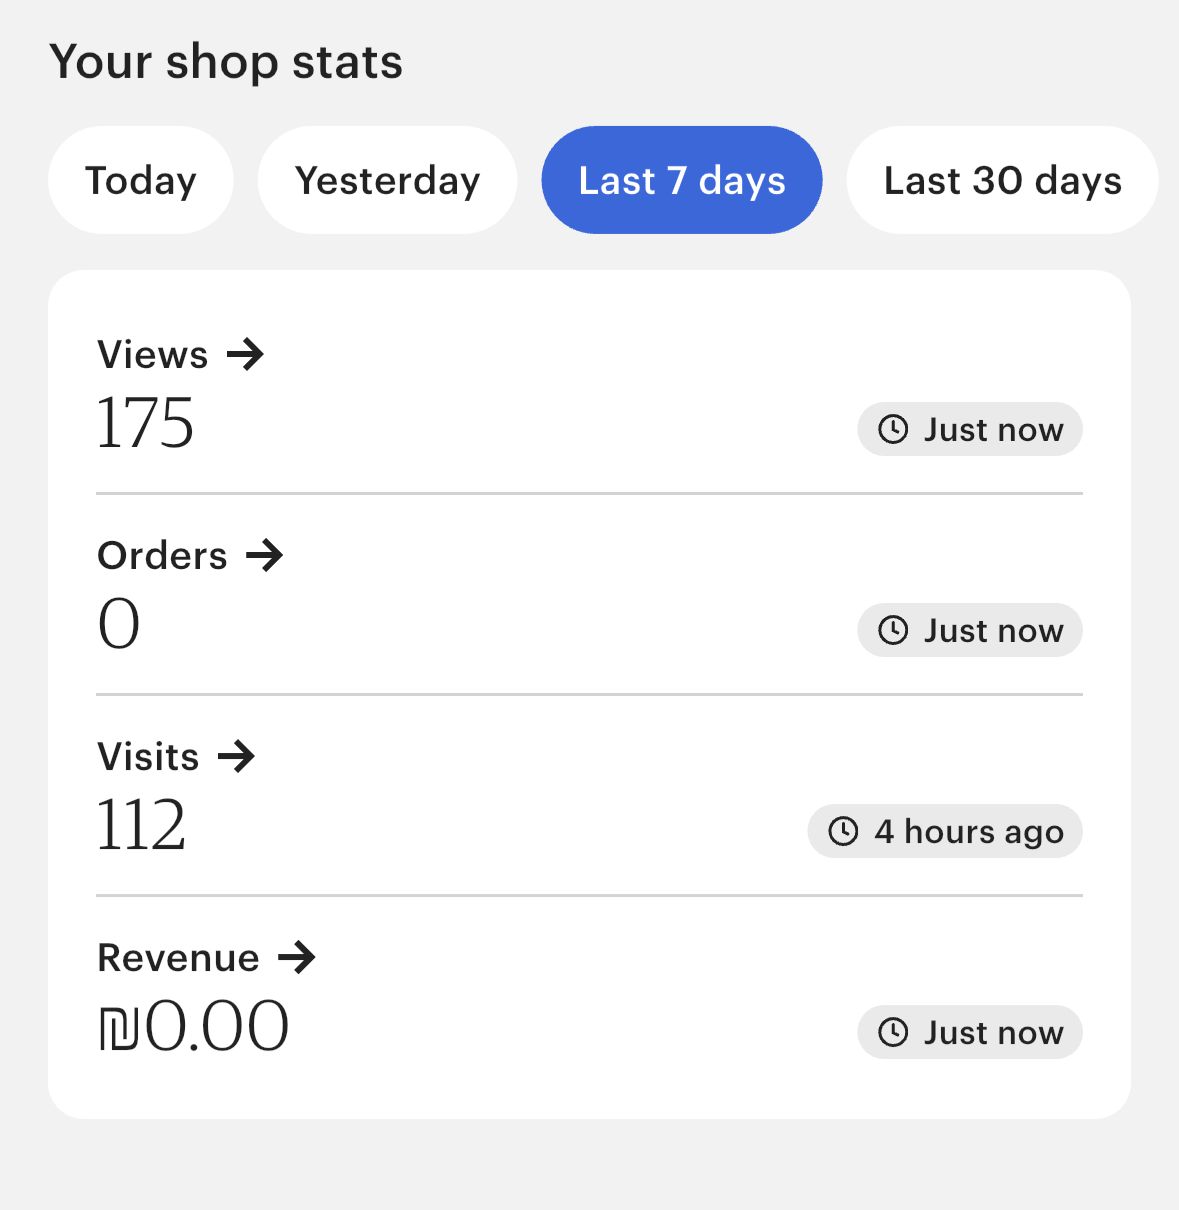 Your shop stats
Today Yesterday Last 7 days Last 30 days
Views →
175
Just now
Orders →
0
Just now
Visits →
112
4 hours ago
Revenue →
₪0.00
Just now